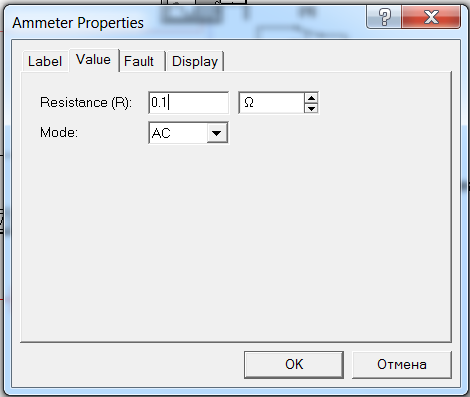 Ammeter Properties
Label Value Fault Display
Resistance (R): 0.1 Ω
Mode: AC
OK Отмена